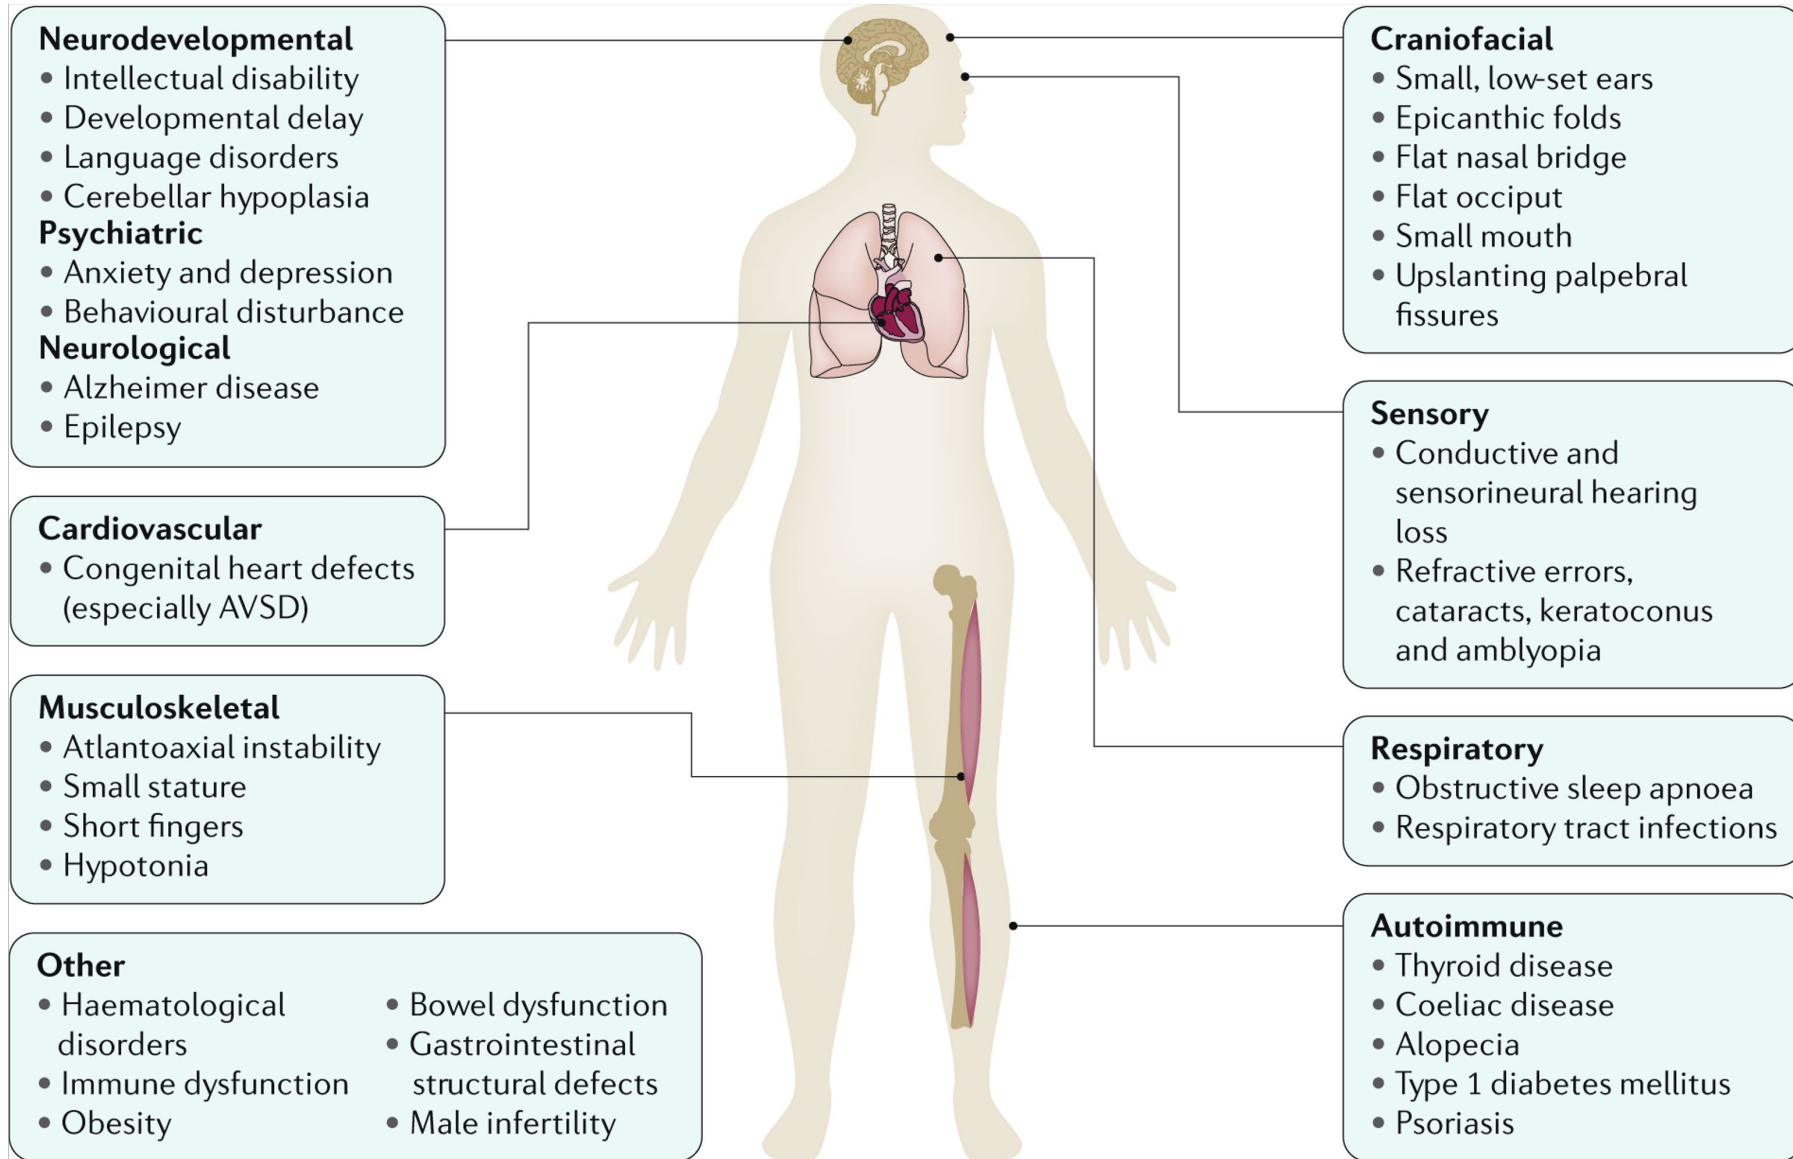 Neurodevelopmental
• Intellectual disability
• Developmental delay
• Language disorders
• Cerebellar hypoplasia
Psychiatric
• Anxiety and depression
• Behavioural disturbance
Neurological
• Alzheimer disease
• Epilepsy
Cardiovascular
• Congenital heart defects
(especially AVSD)
Musculoskeletal
• Atlantoaxial instability
• Small stature
• Short fingers
• Hypotonia
Other
• Haematological
disorders
• Immune dysfunction
• Obesity
• Bowel dysfunction
• Gastrointestinal
structural defects
• Male infertility
Craniofacial
• Small, low-set ears
• Epicanthic folds
• Flat nasal bridge
• Flat occiput
• Small mouth
• Upslanting palpebral
fissures
Sensory
• Conductive and
sensorineural hearing
loss
• Refractive errors,
cataracts, keratoconus
and amblyopia
Respiratory
• Obstructive sleep apnoea
• Respiratory tract infections
Autoimmune
• Thyroid disease
• Coeliac disease
• Alopecia
• Type 1 diabetes mellitus
• Psoriasis